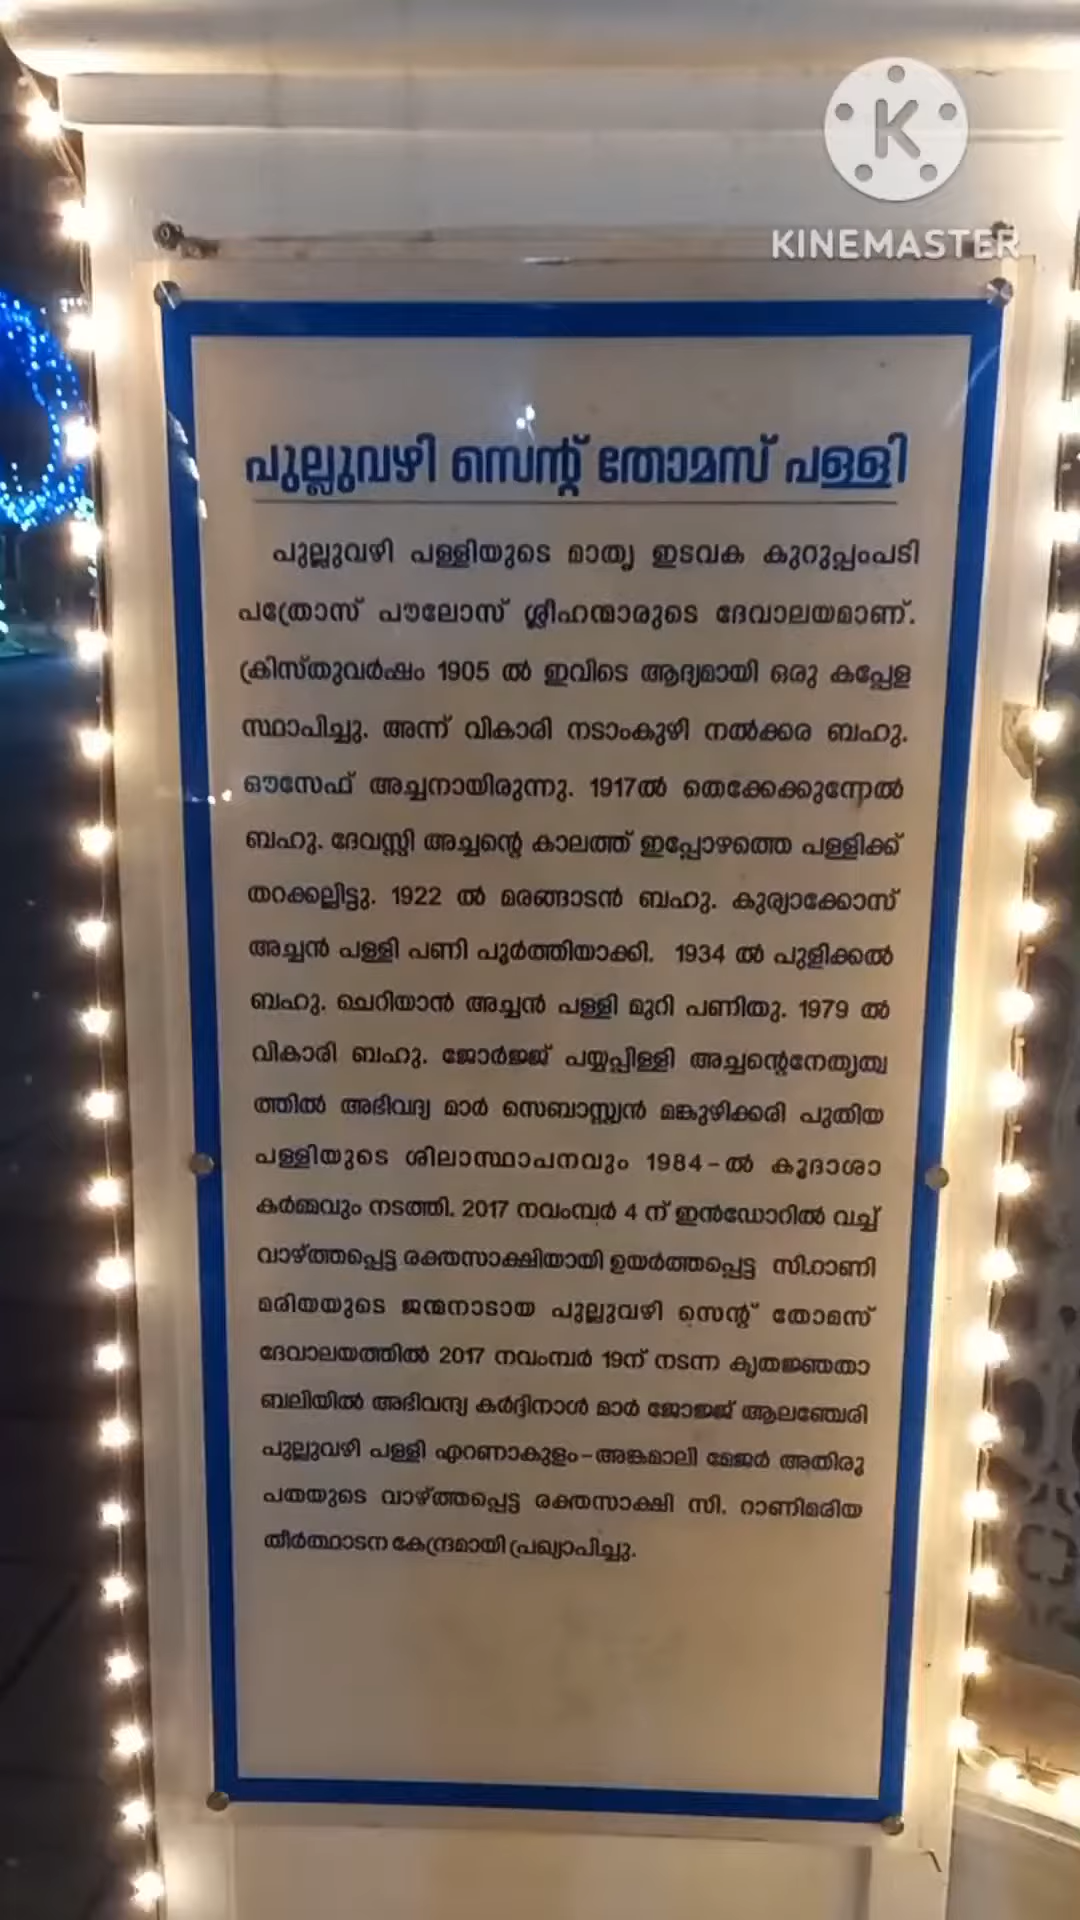 KINEMASTER
പുല്ലുവഴി സെന്റ് തോമസ് പള്ളി
പുല്ലുവഴി പള്ളിയുടെ മാതൃ ഇടവക കുറുപ്പംപടി
പത്രോസ് പൗലോസ് ശ്ലീഹന്മാരുടെ ദേവാലയമാണ്.
ക്രിസ്തുവർഷം 1905 ൽ ഇവിടെ ആദ്യമായി ഒരു കപ്പേള
സ്ഥാപിച്ചു. അന്ന് വികാരി നടാംകുഴി നൽക്കര ബഹു.
ഔസേഫ് അച്ചനായിരുന്നു. 1917ൽ തെക്കേക്കുന്നേൽ
ബഹു. ദേവസ്സി അച്ചന്റെ കാലത്ത് ഇപ്പോഴത്തെ പള്ളിക്ക്
തറക്കല്ലിട്ടു. 1922 ൽ മരങ്ങാടൻ ബഹു. കുര്യാക്കോസ്
അച്ചൻ പള്ളി പണി പൂർത്തിയാക്കി. 1934 ൽ പുളിക്കൽ
ബഹു. ചെറിയാൻ അച്ചൻ പള്ളി മുറി പണിതു. 1979 ൽ
വികാരി ബഹു. ജോർജ്ജ് പയ്യപ്പിള്ളി അച്ചന്റെനേതൃത്വ
ത്തിൽ അഭിവദ്യ മാർ സെബാസ്റ്റ്യൻ മങ്കുഴിക്കരി പുതിയ
പള്ളിയുടെ ശിലാസ്ഥാപനവും 1984-ൽ കൂദാശാ
കർമ്മവും നടത്തി. 2017 നവംമ്പർ 4 ന് ഇൻഡോറിൽ വച്ച്
വാഴ്ത്തപ്പെട്ട രക്തസാക്ഷിയായി ഉയർത്തപ്പെട്ട സി.റാണി
മരിയയുടെ ജന്മനാടായ പുല്ലുവഴി സെന്റ് തോമസ്
ദേവാലയത്തിൽ 2017 നവംമ്പർ 19ന് നടന്ന കൃതജ്ഞതാ
ബലിയിൽ അഭിവന്ദ്യ കർദ്ദിനാൾ മാർ ജോജ്ജ് ആലഞ്ചേരി
പുല്ലുവഴി പള്ളി എറണാകുളം-അങ്കമാലി മേജർ അതിരൂ
പതയുടെ വാഴ്ത്തപ്പെട്ട രക്തസാക്ഷി സി. റാണിമരിയ
തീർത്ഥാടന കേന്ദ്രമായി പ്രഖ്യാപിച്ചു.